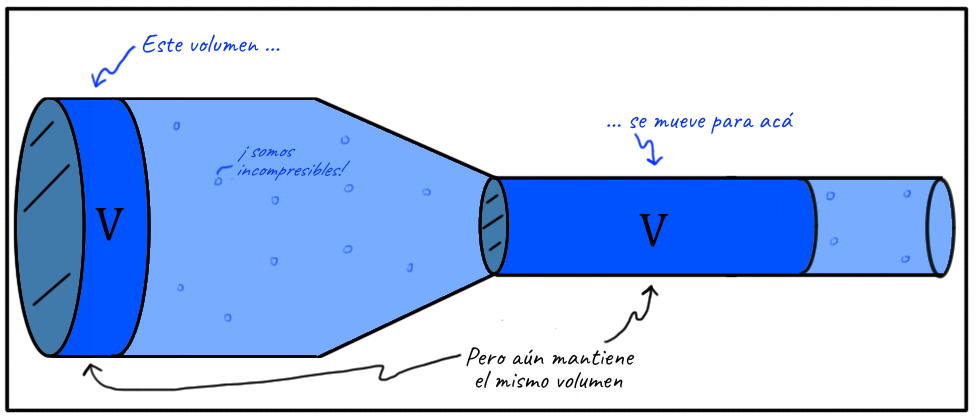 Este volumen ...
... se mueve para acá
¡ somos
incompresibles!
V
V
Pero aún mantiene
el mismo volumen